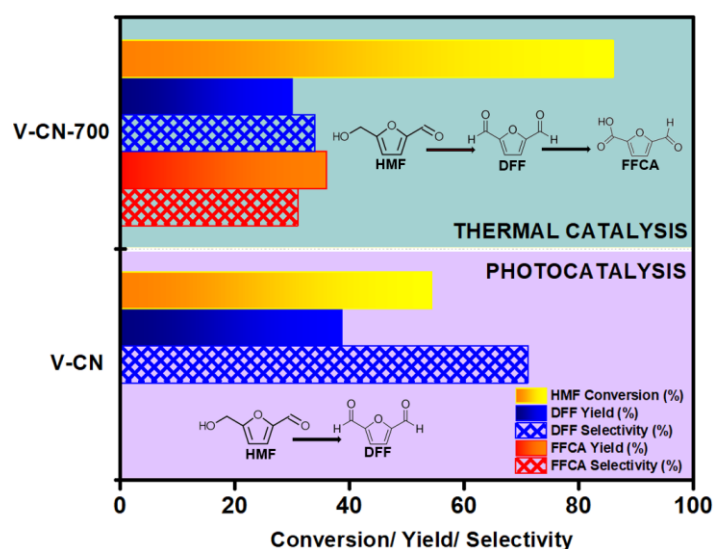 V-CN-700
HO
O
O
HMF
O
H
O
O
H
DFF
O
HO
O
H
O
FFCA
THERMAL CATALYSIS
PHOTOCATALYSIS
V-CN
HO
O
O
HMF
O
H
O
O
H
DFF
HMF Conversion (%)
DFF Yield (%)
DFF Selectivity (%)
FFCA Yield (%)
FFCA Selectivity (%)
0 20 40 60 80 100
Conversion/ Yield/ Selectivity